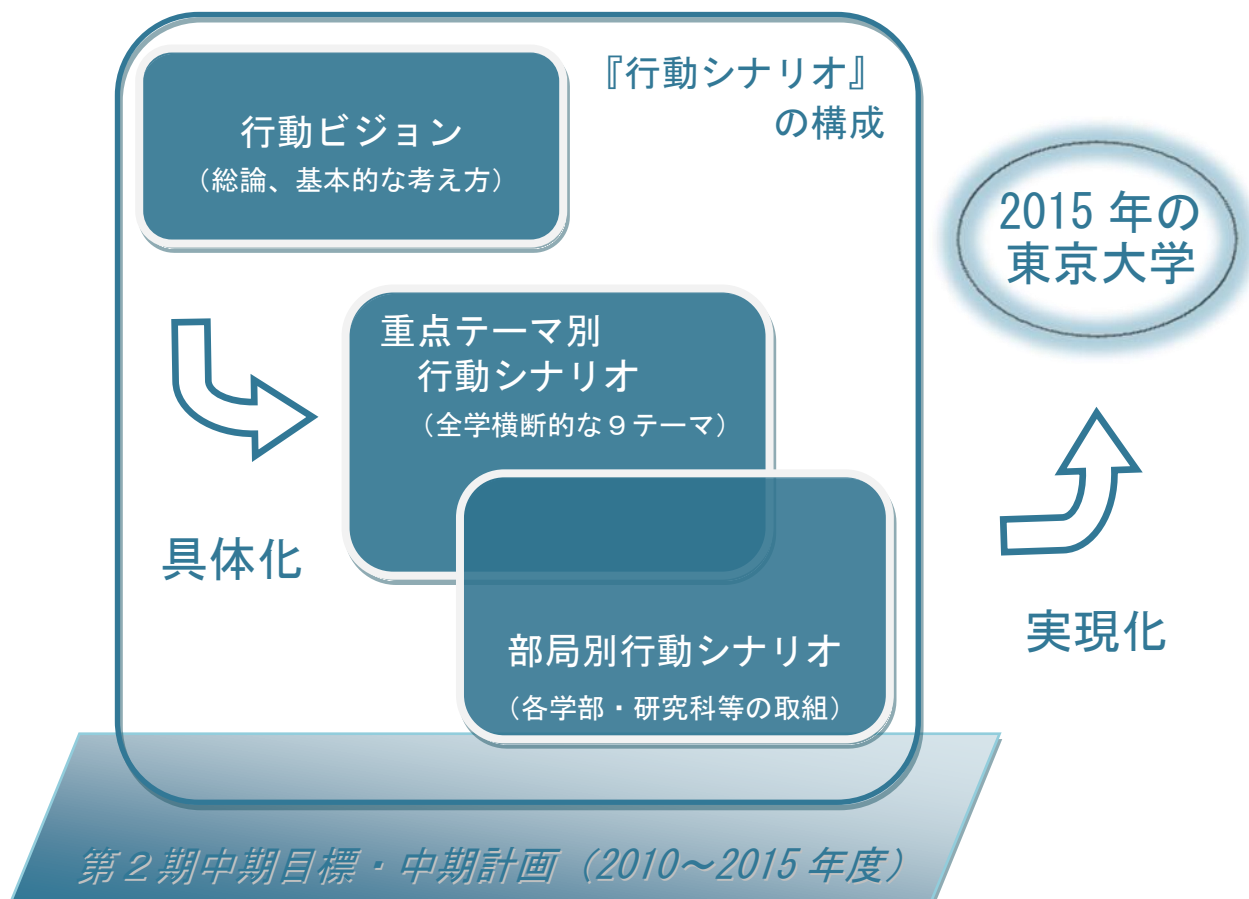 『行動シナリオ』
の構成
行動ビジョン
（総論、基本的な考え方）
2015 年の
東京大学
重点テーマ別
行動シナリオ
（全学横断的な９テーマ）
具体化
部局別行動シナリオ
（各学部・研究科等の取組）
実現化
第２期中期目標・中期計画（2010～2015 年度）